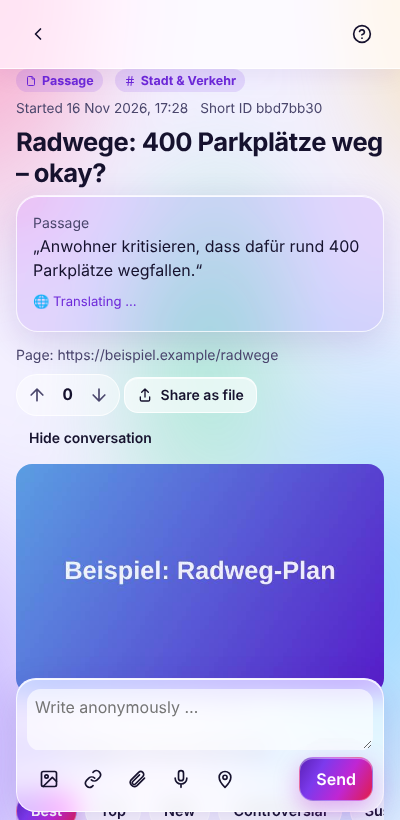 Passage
Stadt & Verkehr
Started 16 Nov 2026, 17:28 Short ID bbd7bb30
Radwege: 400 Parkplätze weg
– okay?
Passage
„Anwohner kritisieren, dass dafür rund 400
Parkplätze wegfallen.“
Translating …
Page: https://beispiel.example/radwege
0
Share as file
Hide conversation
Beispiel: Radweg-Plan
Write anonymously …
Send
Best
Top
New
Controversial